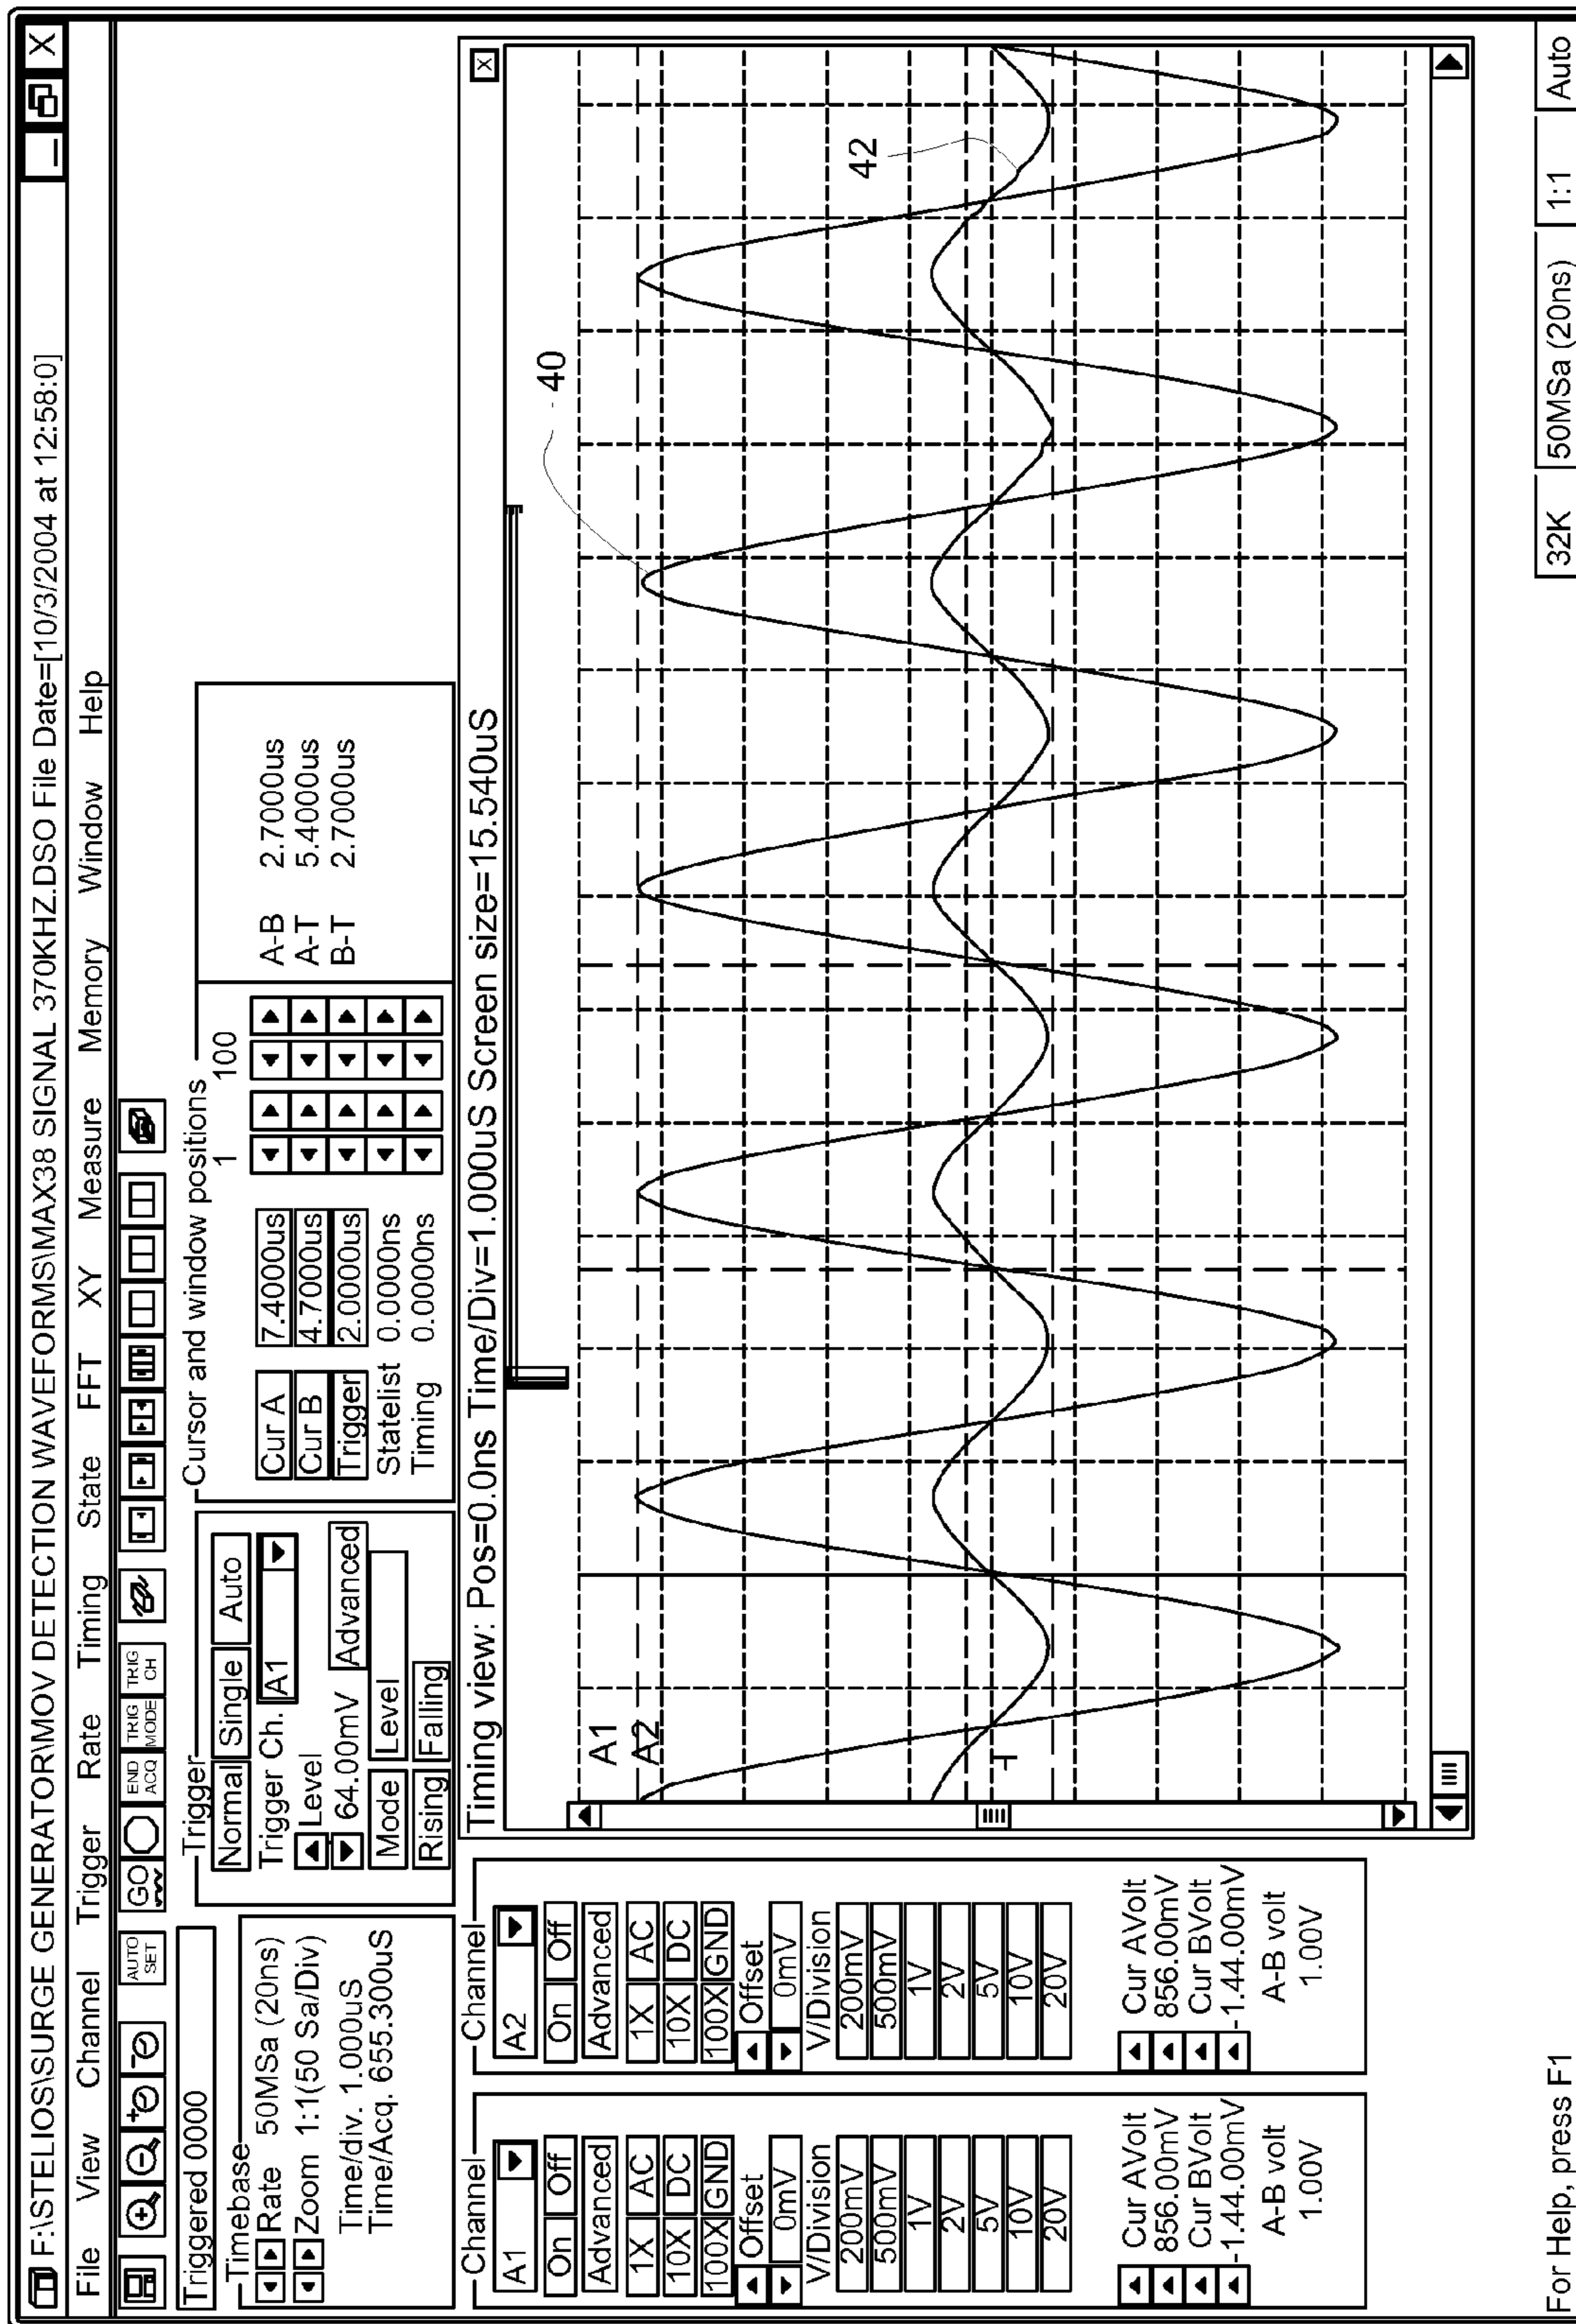 F:\STELIOS\SURGE GENERATOR\MOV DETECTION WAVEFORMS\MAX38 SIGNAL 370KHZ.DSO File Date=[10/3/2004 at 12:58:0]
File View Channel Trigger Rate Timing State FFT XY Measure Memory Window Help
AUTO SET GO END ACQ TRIG MODE TRIG CH
Triggered 0000
Timebase
Rate 50MSa (20ns)
Zoom 1:1(50 Sa/Div)
Time/div. 1.000uS
Time/Acq. 655.300uS
Trigger
Normal Single Auto
Trigger Ch. A1
Level
64.00mV Advanced
Mode Level
Rising Falling
Cursor and window positions
1 100
Cur A 7.4000us
Cur B 4.7000us
Trigger 2.0000us
Statelist 0.0000ns
Timing 0.0000ns
A-B 2.7000us
A-T 5.4000us
B-T 2.7000us
Channel
A1
On Off
Advanced
1X AC
10X DC
100X GND
Offset
0mV
V/Division
200mV
500mV
1V
2V
5V
10V
20V
Cur AVolt
856.00mV
Cur BVolt
-1.44.00mV
A-B volt
1.00V
Channel
A2
On Off
Advanced
1X AC
10X DC
100X GND
Offset
0mV
V/Division
200mV
500mV
1V
2V
5V
10V
20V
Cur AVolt
856.00mV
Cur BVolt
-1.44.00mV
A-B volt
1.00V
Timing view: Pos=0.0ns Time/Div=1.000uS Screen size=15.540uS
A1
A2
T
40
42
For Help, press F1
32K 50MSa (20ns) 1:1 Auto